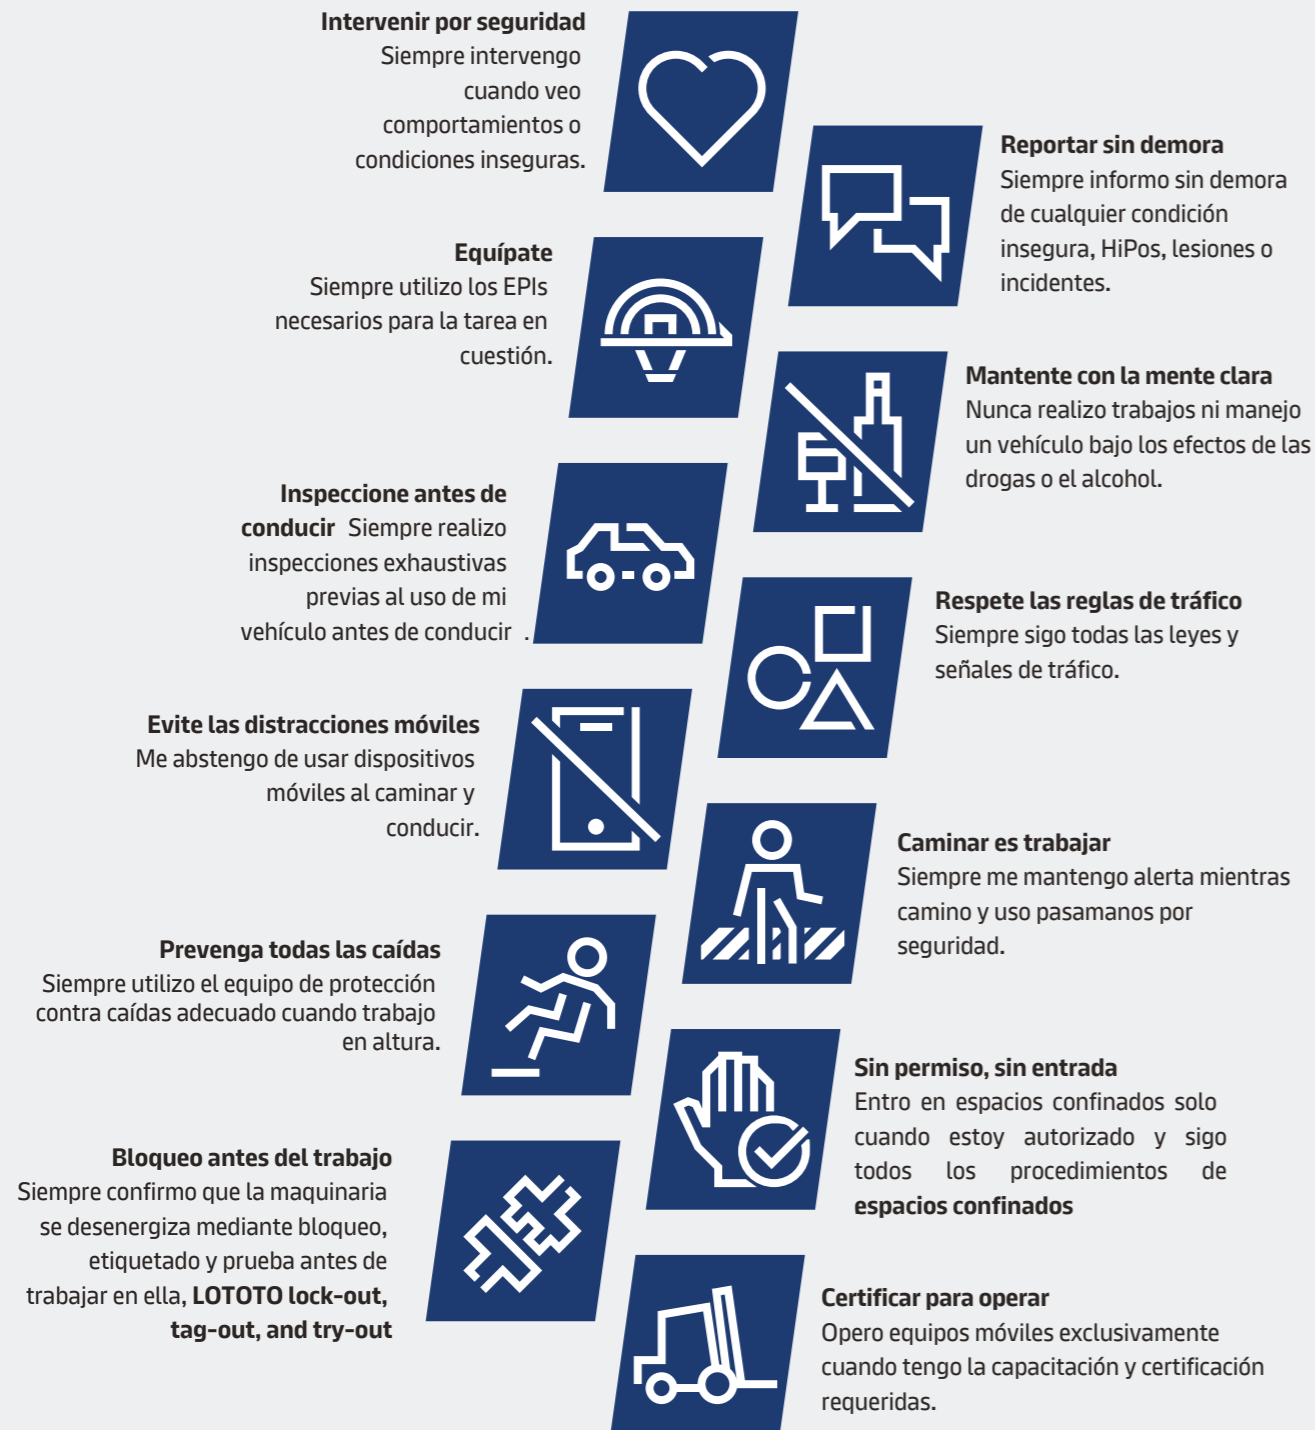 Intervenir por seguridad
Siempre intervengo
cuando veo
comportamientos o
condiciones inseguras.
Reportar sin demora
Siempre informo sin demora
de cualquier condición
insegura, HiPos, lesiones o
incidentes.
Equípate
Siempre utilizo los EPIs
necesarios para la tarea en
cuestión.
Mantente con la mente clara
Nunca realizo trabajos ni manejo
un vehículo bajo los efectos de las
drogas o el alcohol.
Inspeccione antes de
conducir Siempre realizo
inspecciones exhaustivas
previas al uso de mi
vehículo antes de conducir .
Respete las reglas de tráfico
Siempre sigo todas las leyes y
señales de tráfico.
Evite las distracciones móviles
Me abstengo de usar dispositivos
móviles al caminar y
conducir.
Caminar es trabajar
Siempre me mantengo alerta mientras
camino y uso pasamanos por
seguridad.
Prevenga todas las caídas
Siempre utilizo el equipo de protección
contra caídas adecuado cuando trabajo
en altura.
Sin permiso, sin entrada
Entro en espacios confinados solo
cuando estoy autorizado y sigo
todos los procedimientos de
espacios confinados
Bloqueo antes del trabajo
Siempre confirmo que la maquinaria
se desenergiza mediante bloqueo,
etiquetado y prueba antes de
trabajar en ella, LOTOTO lock-out,
tag-out, and try-out
Certificar para operar
Opero equipos móviles exclusivamente
cuando tengo la capacitación y certificación
requeridas.